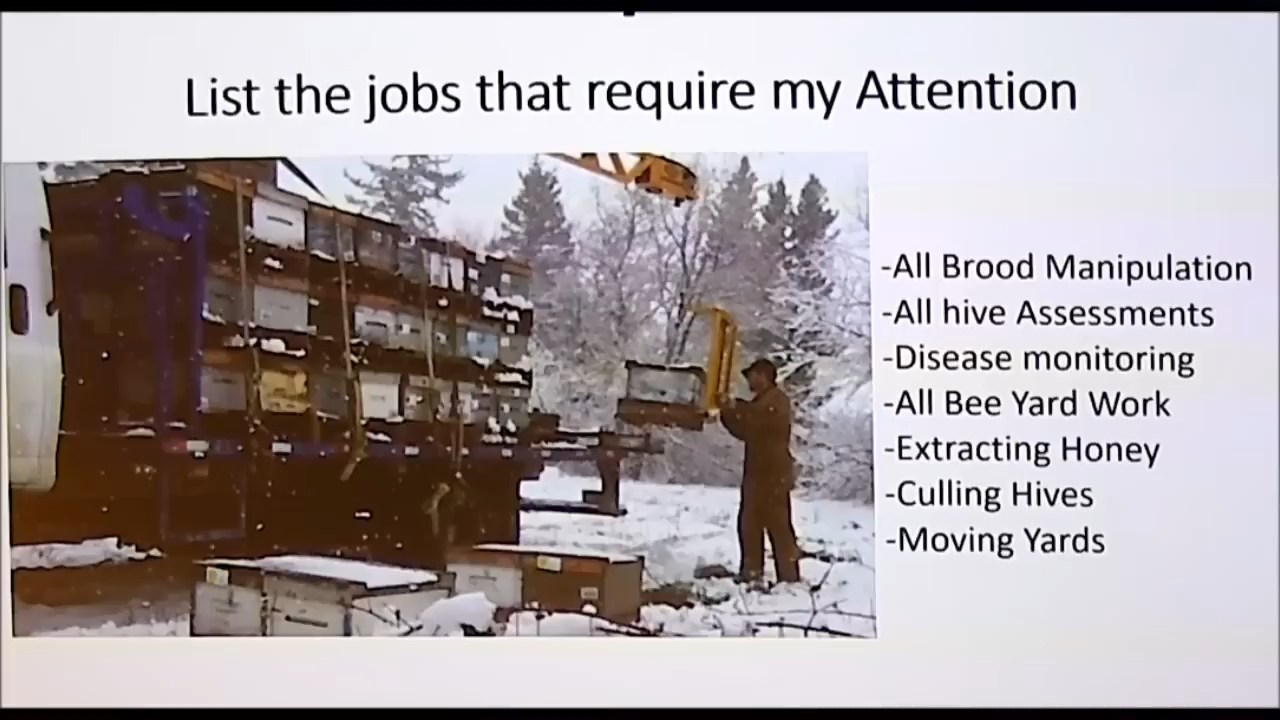 List the jobs that require my Attention
-All Brood Manipulation
-All hive Assessments
-Disease monitoring
-All Bee Yard Work
-Extracting Honey
-Culling Hives
-Moving Yards